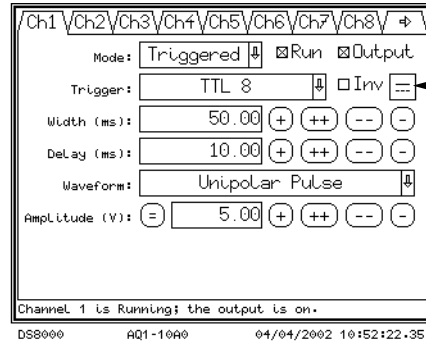 Ch1 Ch2 Ch3 Ch4 Ch5 Ch6 Ch7 Ch8 ➾
Mode: Triggered ⇩ ☒Run ☒Output
Trigger: TTL 8 ⇩ ☐Inv
Width (ms): 50.00 + ++ -- -
Delay (ms): 10.00 + ++ -- -
Waveform: Unipolar Pulse ⇩
Amplitude (V): = 5.00 + ++ -- -
Channel 1 is Running; the output is on.
DS8000 AQ1-10A0 04/04/2002 10:52:22.35